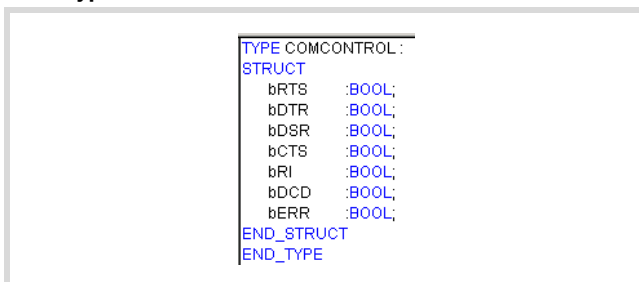 TYPE COMCONTROL :
STRUCT
bRTS :BOOL;
bDTR :BOOL;
bDSR :BOOL;
bCTS :BOOL;
bRI :BOOL;
bDCD :BOOL;
bERR :BOOL;
END_STRUCT
END_TYPE